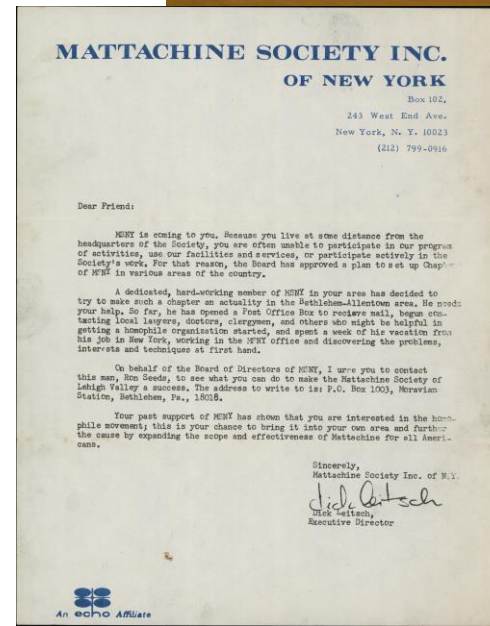 MATTACHINE SOCIETY INC.
OF NEW YORK
Box 102,
243 West End Ave.
New York, N. Y. 10023
(212) 799-0916
Dear Friend:
MSNY is coming to you. Because you live at some distance from the
headquarters of the Society, you are often unable to participate in our program
of activities, use our facilities and services, or participate actively in the
Society's work. For that reason, the Board has approved a plan to set up
of MSNY in various areas of the country.
A dedicated, hard-working member of MSNY in your area has decided to
try to make such a chapter an actuality in the Bethlehem-Allentown area. He needs
your help. So far, he has opened a Post Office Box to recieve mail, begun con-
tacting local lawyers, doctors, clergymen, and others who might be helpful in
getting a homophile organization started, and spent a week of his vacation from
his job in New York, working in the MSNY office and discovering the problems,
interests and techniques at first hand.
On behalf of the Board of Directors of MSNY, I urge you to contact
this man, Ron Seeds, to see what you can do to make the Mattachine Society of
Lehigh Valley a success. The address to write to is: P.O. Box 1003, Moravian
Station, Bethlehem, Pa., 18018.
Your past support of MSNY has shown that you are interested in the homo-
phile movement; this is your chance to bring it into your own area and further
the cause by expanding the scope and effectiveness of Mattachine for all Ameri-
cans.
Sincerely,
Mattachine Society Inc. of N.Y.
dick leitsch
Dick Leitsch,
Executive Director
An echo Affiliate